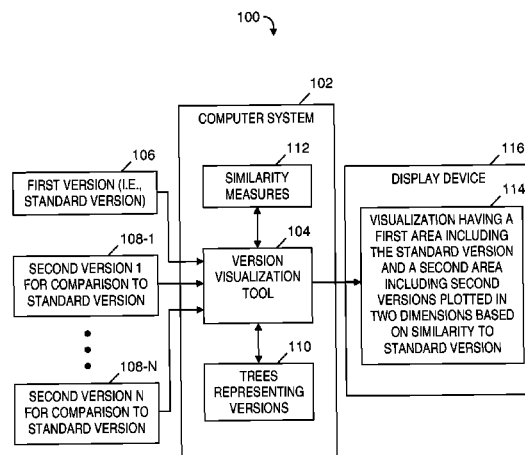 100
102
COMPUTER SYSTEM
106
FIRST VERSION (I.E.,
STANDARD VERSION)
108-1
SECOND VERSION 1
FOR COMPARISON TO
STANDARD VERSION
108-N
SECOND VERSION N
FOR COMPARISON TO
STANDARD VERSION
112
SIMILARITY
MEASURES
104
VERSION
VISUALIZATION
TOOL
110
TREES
REPRESENTING
VERSIONS
116
DISPLAY DEVICE
114
VISUALIZATION HAVING A
FIRST AREA INCLUDING
THE STANDARD VERSION
AND A SECOND AREA
INCLUDING SECOND
VERSIONS PLOTTED IN
TWO DIMENSIONS BASED
ON SIMILARITY TO
STANDARD VERSION